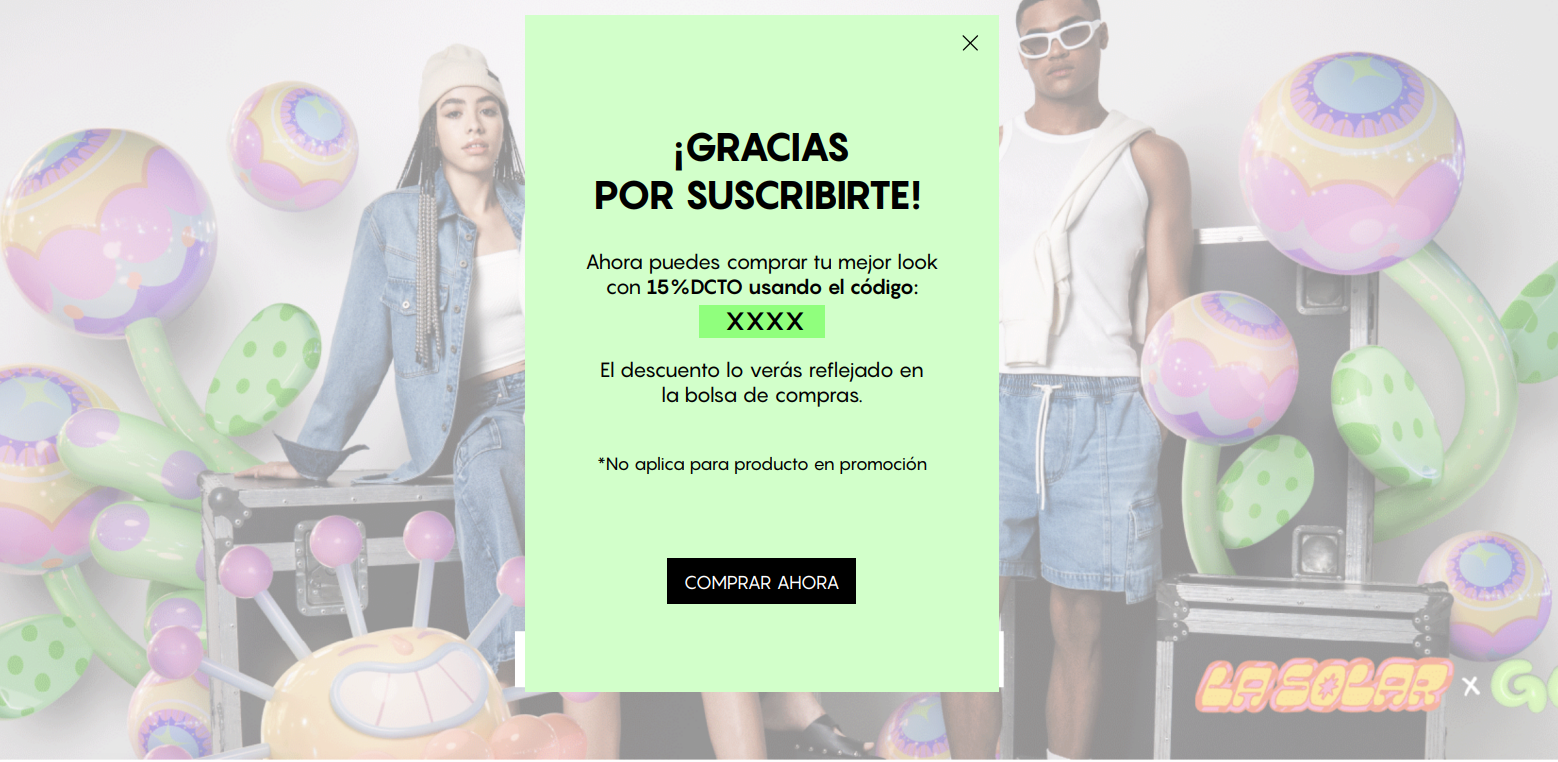 ¡GRACIAS
POR SUSCRIBIRTE!
Ahora puedes comprar tu mejor look
con 15%DCTO usando el código:
XXXX
El descuento lo verás reflejado en
la bolsa de compras.
*No aplica para producto en promoción
COMPRAR AHORA
LA SOLAR X